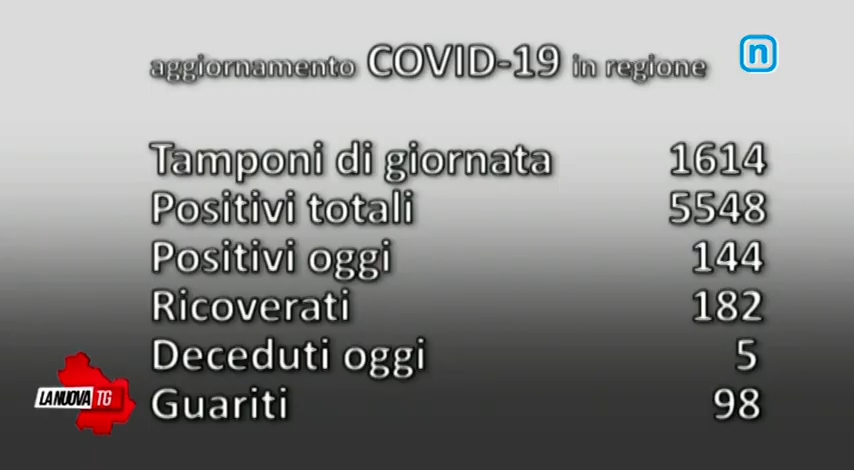 aggiornamento COVID-19 in regione
n
Tamponi di giornata 1614
Positivi totali 5548
Positivi oggi 144
Ricoverati 182
Deceduti oggi 5
LA NUOVA TG
Guariti 98